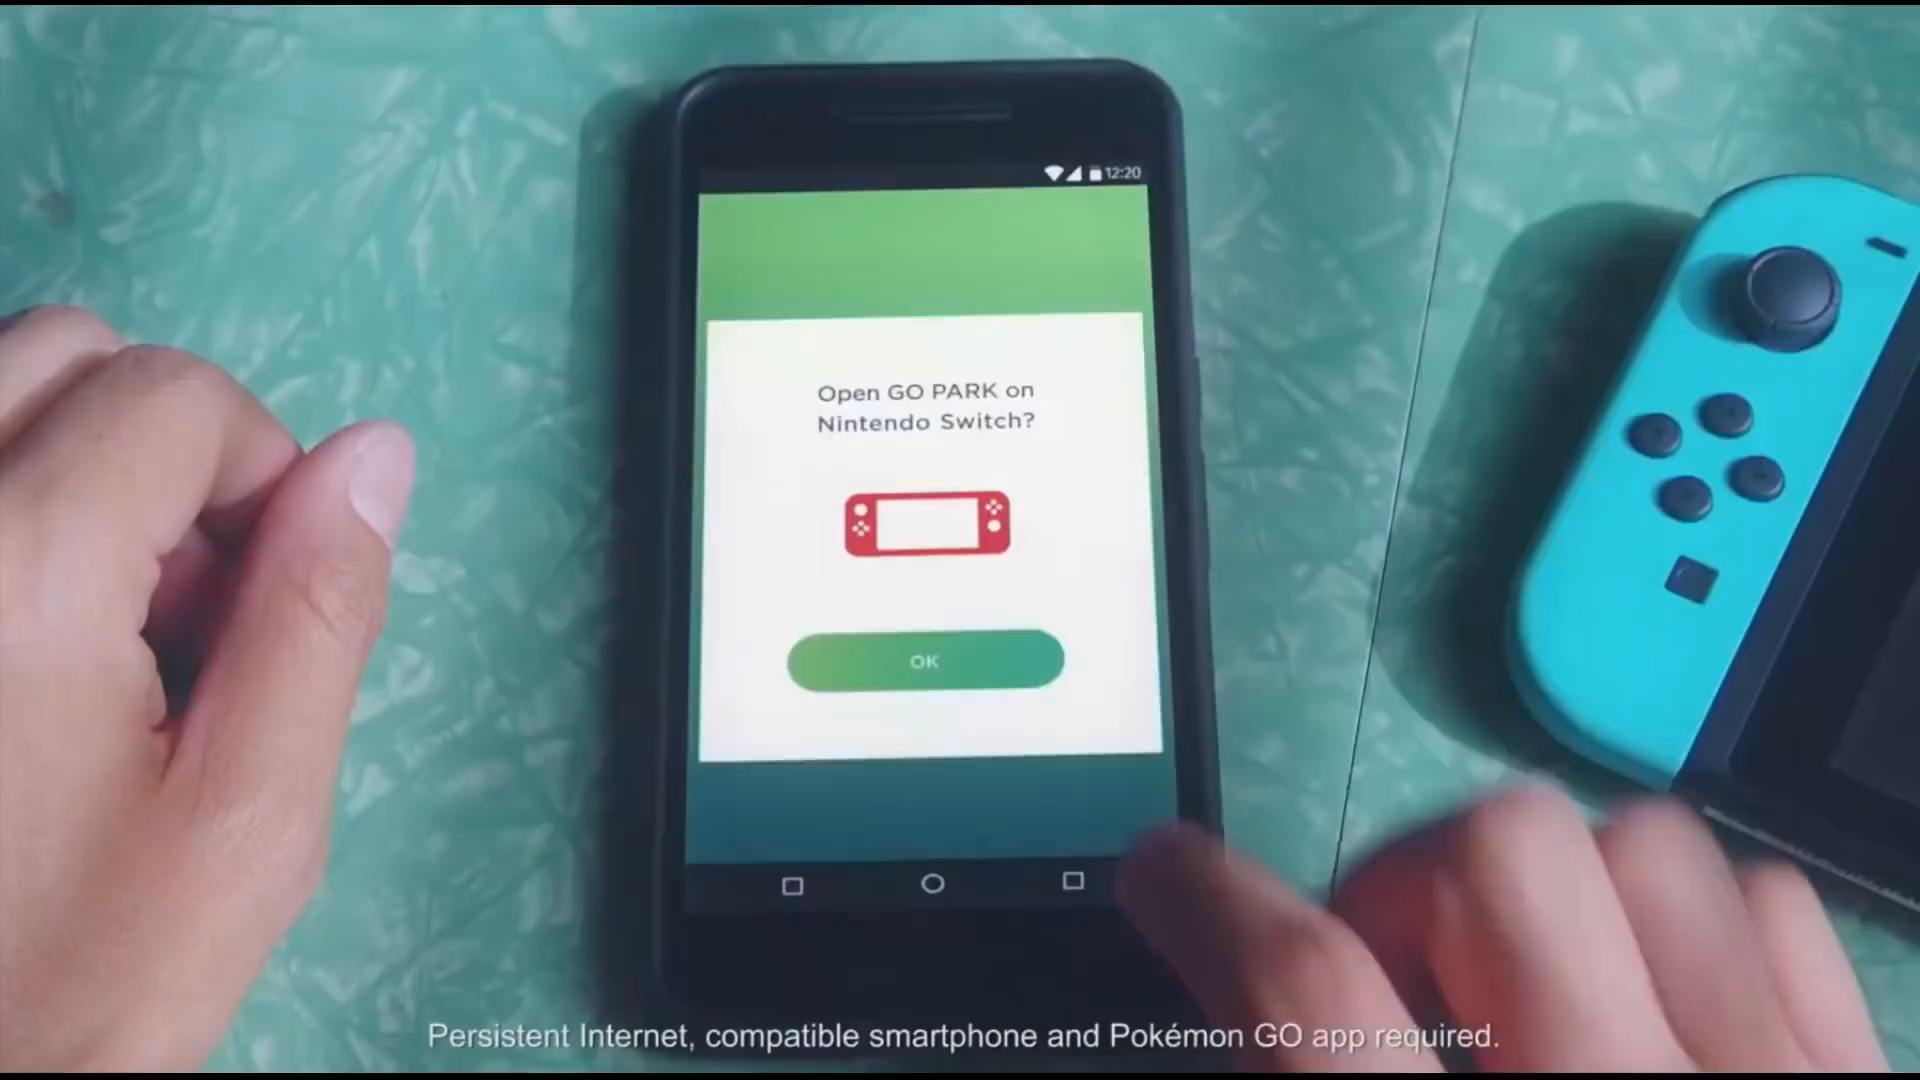 12:20
Open GO PARK on
Nintendo Switch?
OK
Persistent Internet, compatible smartphone and Pokémon GO app required.